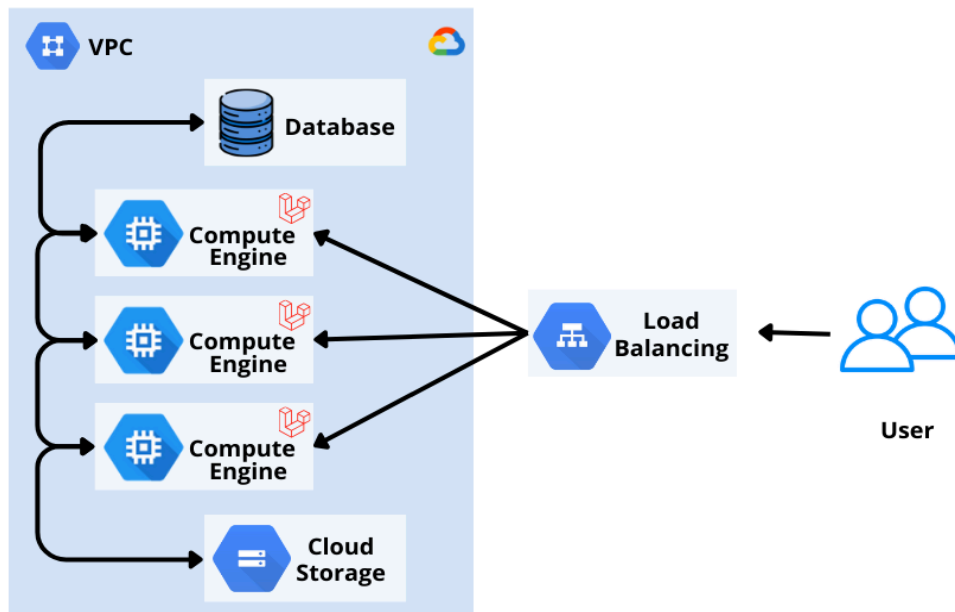 VPC
Database
Compute
Engine
Compute
Engine
Compute
Engine
Cloud
Storage
Load
Balancing
User